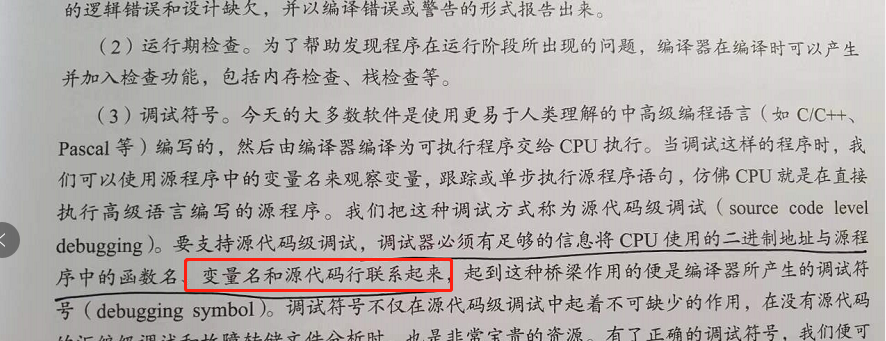 的逻辑错误和设计缺欠，并以编译错误或警告的形式报告出来。
（2）运行期检查。为了帮助发现程序在运行阶段所出现的问题，编译器在编译时可以产生
并加入检查功能，包括内存检查、栈检查等。
（3）调试符号。今天的大多数软件是使用更易于人类理解的中高级编程语言（如 C/C++、
Pascal 等）编写的，然后由编译器编译为可执行程序交给 CPU 执行。当调试这样的程序时，我
们可以使用源程序中的变量名来观察变量，跟踪或单步执行源程序语句，仿佛 CPU 就是在直接
执行高级语言编写的源程序。我们把这种调试方式称为源代码级调试（source code level
debugging）。要支持源代码级调试，调试器必须有足够的信息将 CPU 使用的二进制地址与源程
序中的函数名、变量名和源代码行联系起来，起到这种桥梁作用的便是编译器所产生的调试符
号（debugging symbol）。调试符号不仅在源代码级调试中起着不可缺少的作用，在没有源代码
的汇编级调试和故障转储文件分析时，也是非常宝贵的资源。有了正确的调试符号，我们便可